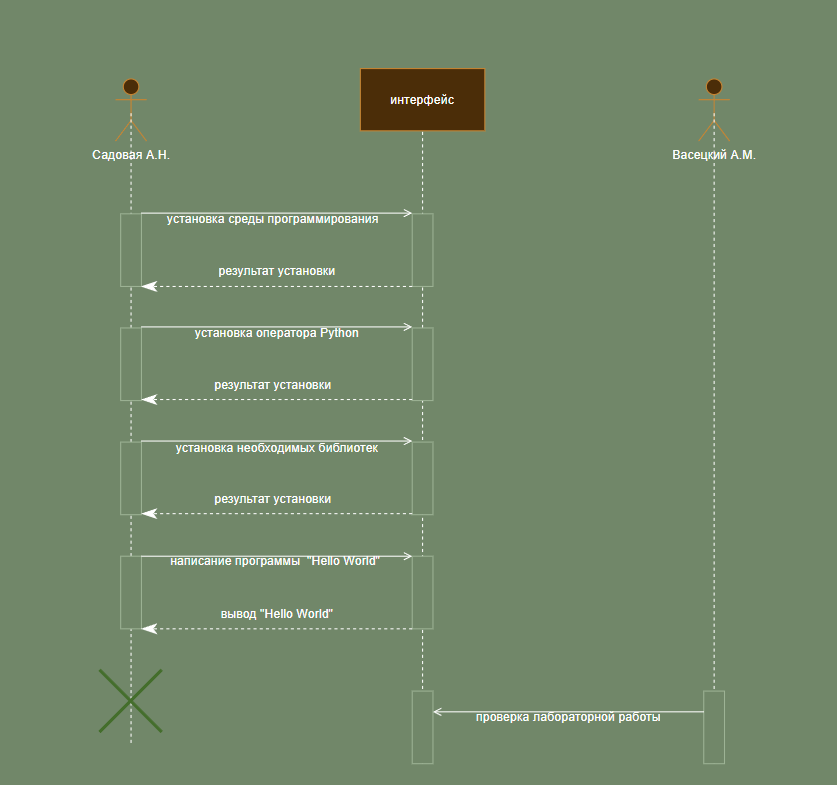 интерфейс
Садовая А.Н.
Васецкий А.М.
установка среды программирования
результат установки
установка оператора Python
результат установки
установка необходимых библиотек
результат установки
написание программы "Hello World"
вывод "Hello World"
проверка лабораторной работы